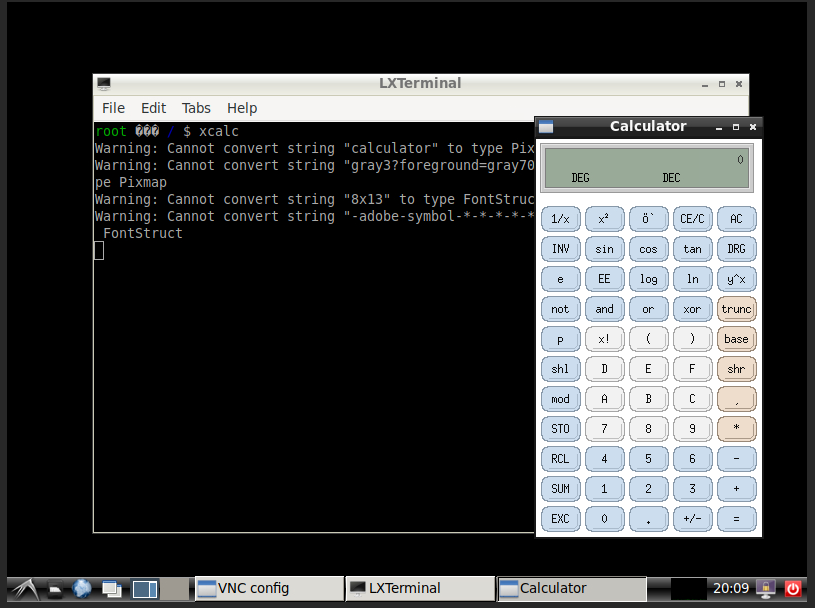 LXTerminal
File Edit Tabs Help
root ��� / $ xcalc
Warning: Cannot convert string "calculator" to type Pix
Warning: Cannot convert string "gray3?foreground=gray70
pe Pixmap
Warning: Cannot convert string "8x13" to type FontStruc
Warning: Cannot convert string "-adobe-symbol-*-*-*-*-*
FontStruct
Calculator
0
DEG DEC
1/x x² ö` CE/C AC
INV sin cos tan DRG
e EE log ln y^x
not and or xor trunc
p x! ( ) base
shl D E F shr
mod A B C ¸
STO 7 8 9 *
RCL 4 5 6 -
SUM 1 2 3 +
EXC 0 . +/- =
VNC config LXTerminal Calculator 20:09